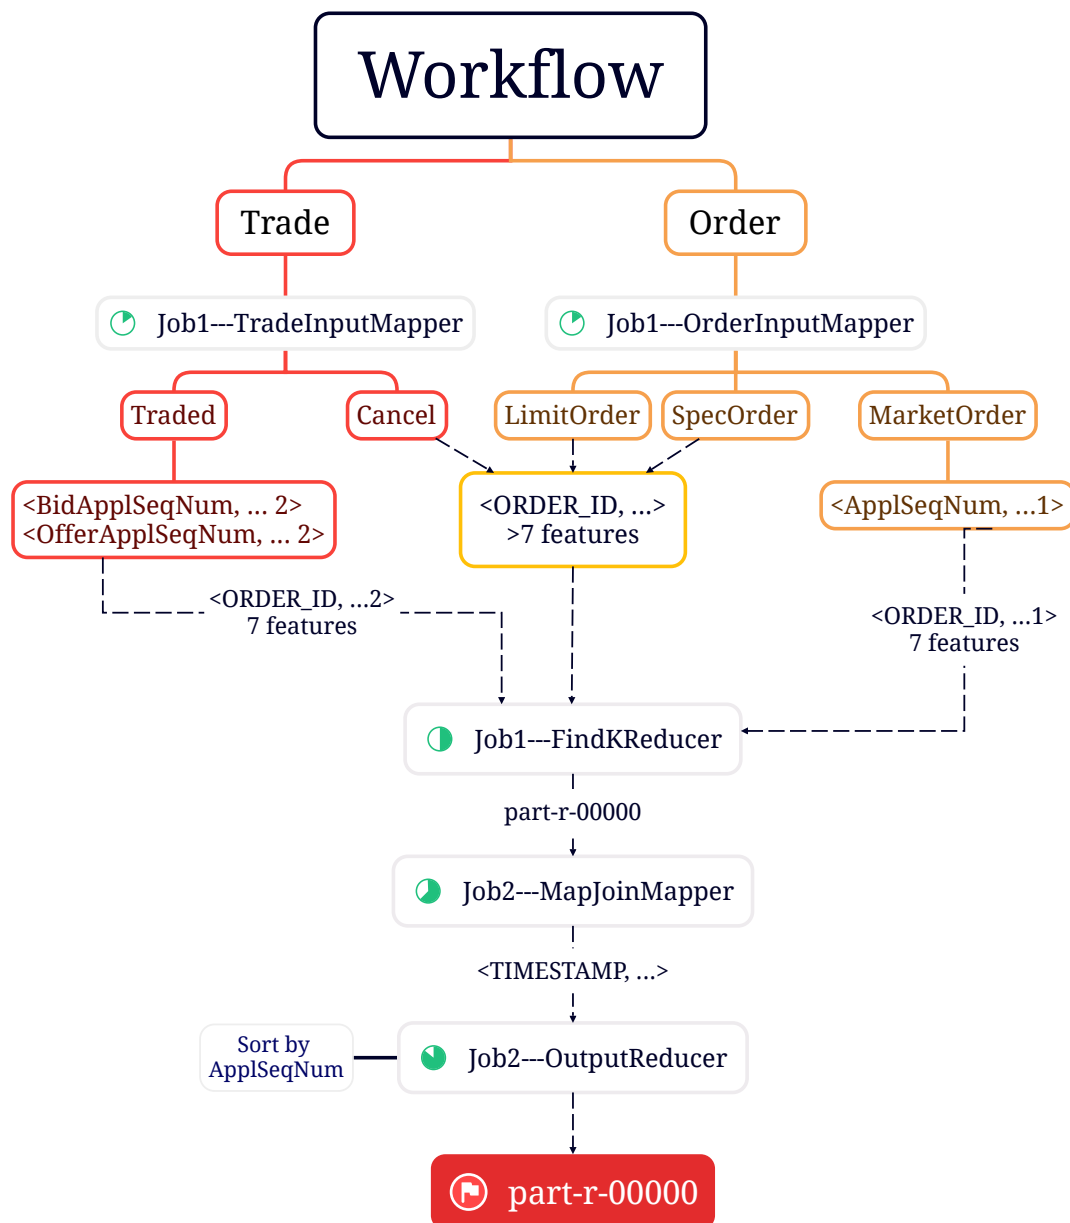 Workflow
Trade
Order
Job1---TradeInputMapper
Job1---OrderInputMapper
Traded
Cancel
LimitOrder
SpecOrder
MarketOrder
<BidApplSeqNum, ... 2>
<OfferApplSeqNum, ... 2>
<ORDER_ID, ...>
>7 features
<ApplSeqNum, ...1>
<ORDER_ID, ...2>
7 features
<ORDER_ID, ...1>
7 features
Job1---FindKReducer
part-r-00000
Job2---MapJoinMapper
<TIMESTAMP, ...>
Sort by
ApplSeqNum
Job2---OutputReducer
part-r-00000